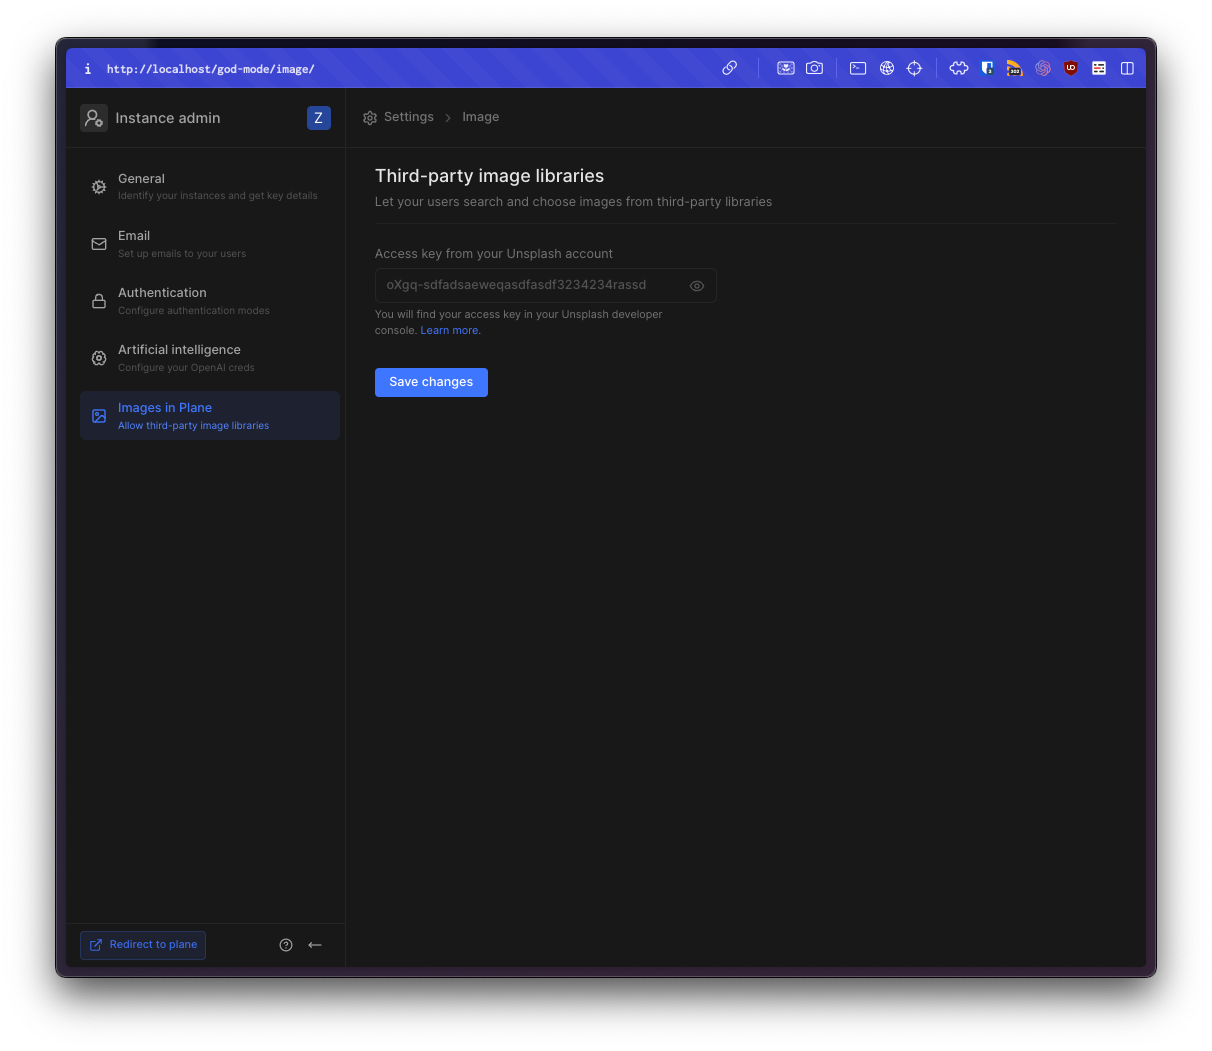 i http://localhost/god-mode/image/
Instance admin
Z
Settings > Image
General
Identify your instances and get key details
Email
Set up emails to your users
Authentication
Configure authentication modes
Artificial intelligence
Configure your OpenAI creds
Images in Plane
Allow third-party image libraries
Third-party image libraries
Let your users search and choose images from third-party libraries
Access key from your Unsplash account
oXgq-sdfadsaeweqasdfasdf3234234rassd
You will find your access key in your Unsplash developer
console. Learn more.
Save changes
Redirect to plane